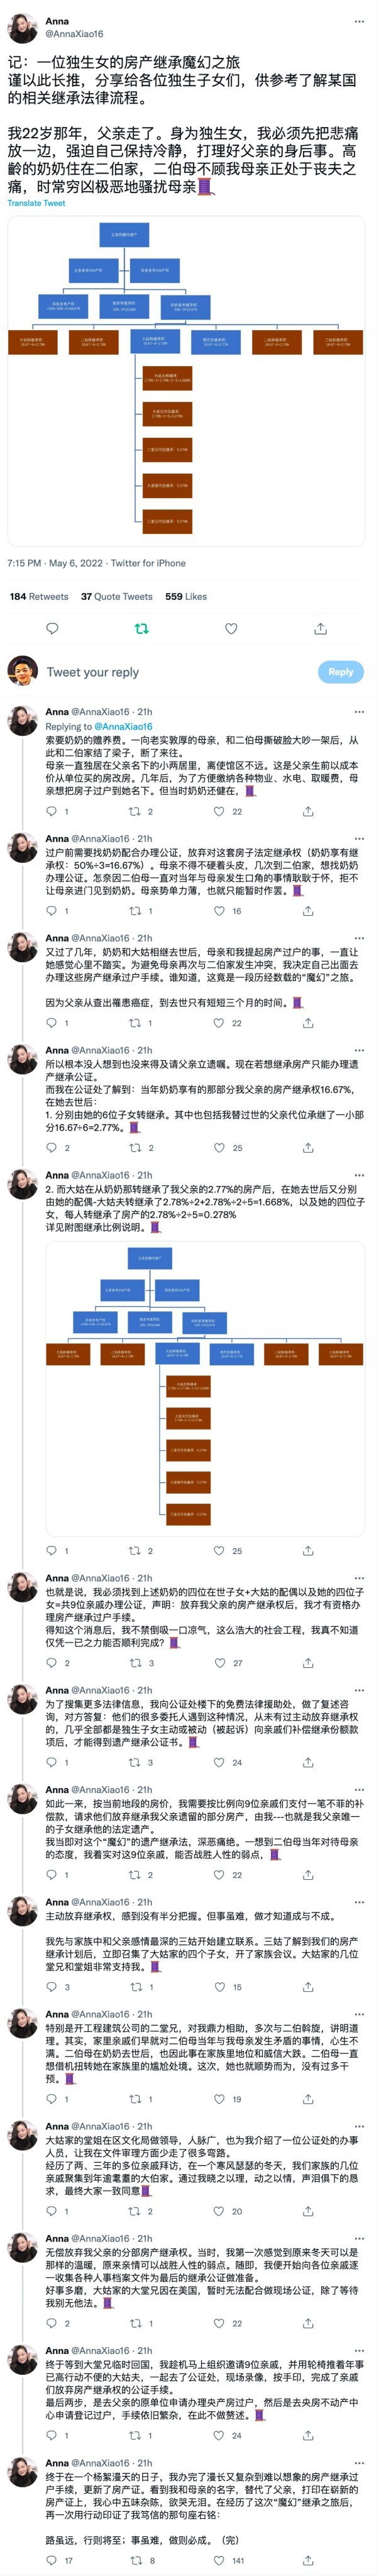 Anna
@AnnaXiao16
记：一位独生女的房产继承魔幻之旅
谨以此长推，分享给各位独生子女们，供参考了解某国
的相关继承法律流程。
我22岁那年，父亲走了。身为独生女，我必须先把悲痛
放一边，强迫自己保持冷静，打理好父亲的身后事。高
龄的奶奶住在二伯家，二伯母不顾我母亲正处于丧夫之
痛，时常穷凶极恶地骚扰母亲🧵
Translate Tweet
7:15 PM · May 6, 2022 · Twitter for iPhone
184 Retweets 37 Quote Tweets 559 Likes
Tweet your reply
Reply
Anna @AnnaXiao16 · 21h
Replying to @AnnaXiao16
索要奶奶的赡养费。一向老实敦厚的母亲，和二伯母撕破脸大吵一架后，从
此和二伯家结了梁子，断了来往。
母亲一直独居在父亲名下的小两居里，离使馆区不远。这是父亲生前以成本
价从单位买的房改房。几年后，为了方便缴纳各种物业、水电、取暖费，母
亲想把房子过户到她名下。但当时奶奶还健在，🧵
1 2 22
Anna @AnnaXiao16 · 21h
过户前需要找奶奶配合办理公证，放弃对这套房子法定继承权（奶奶享有继
承权：50%÷3=16.67%）。母亲不得不硬着头皮，几次到二伯家，想找奶奶
办理公证。怎奈因二伯母一直对当年与母亲发生口角的事情耿耿于怀，拒不
让母亲进门见到奶奶。母亲势单力薄，也就只能暂时作罢。🧵
1 1 16
Anna @AnnaXiao16 · 21h
又过了几年，奶奶和大姑相继去世后，母亲和我提起房产过户的事，一直让
她感觉心里不踏实。为避免母亲再次与二伯家发生冲突，我决定自己出面去
办理这些房产继承过户手续。谁知道，这竟是一段历经数载的“魔幻”之旅。
因为父亲从查出罹患癌症，到去世只有短短三个月的时间。🧵
1 1 22
Anna @AnnaXiao16 · 21h
所以根本没人想到也没来得及请父亲立遗嘱。现在若想继承房产只能办理遗
产继承公证。
而我在公证处了解到：当年奶奶享有的那部分我父亲的房产继承权16.67%，
在她去世后：
1. 分别由她的6位子女转继承。其中也包括我替过世的父亲代位承继了一小部
分16.67÷6=2.77%。🧵
2 2 25
Anna @AnnaXiao16 · 21h
2. 而大姑在从奶奶那转继承了我父亲的2.77%的房产后，在她去世后又分别
由她的配偶-大姑夫转继承了2.78%÷2+2.78%÷2÷5=1.668%，以及她的四位子
女，每人转继承了房产的2.78%÷2÷5=0.278%
详见附图继承比例说明。🧵
1 2 25
Anna @AnnaXiao16 · 21h
也就是说，我必须找到上述奶奶的四位在世子女+大姑的配偶以及她的四位子
女=共9位亲戚办理公证，声明：放弃我父亲的房产继承权后，我才有资格办
理房产继承过户手续。
得知这个消息后，我不禁倒吸一口凉气，这么浩大的社会工程，我真不知道
仅凭一已之力能否顺利完成？🧵
2 3 27
Anna @AnnaXiao16 · 21h
为了搜集更多法律信息，我向公证处楼下的免费法律援助处，做了复述咨
询，对方答复：他们的很多委托人遇到这种情况，从未有过主动放弃继承权
的，几乎全部都是独生子女主动或被动（被起诉）向亲戚们补偿继承份额款
项后，才能得到遗产继承公证书。🧵
1 3 24
Anna @AnnaXiao16 · 21h
如此一来，按当前地段的房价，我需要按比例向9位亲戚们支付一笔不菲的补
偿款，请求他们放弃继承我父亲遗留的部分房产，由我---也就是我父亲唯一
的子女继承他的法定遗产。
我当即对这个“魔幻”的遗产继承法，深恶痛绝。一想到二伯母当年对待母亲
的态度，我着实对这9亲戚，能否战胜人性的弱点，🧵
1 2 22
Anna @AnnaXiao16 · 21h
主动放弃继承权，感到没有半分把握。但事虽难，做才知道成与不成。
我先与家族中和父亲感情最深的三姑开始建立联系。三姑了解到我们的房产
继承计划后，立即召集了大姑家的四个子女，开了家族会议。大姑家的几位
堂兄和堂姐非常支持我。🧵
3 1 15
Anna @AnnaXiao16 · 21h
特别是开工程建筑公司的二堂兄，对我鼎力相助，多次与二伯斡旋，讲明道
理。其实，家里亲戚们早就对二伯母当年与我母亲发生矛盾的事情，心生不
满。二伯母在奶奶去世后，也因此事在家族里地位和威信大跌。二伯母一直
想借机扭转她在家族里的尴尬处境。这次，她也就顺势而为，没有过多干
预。🧵
1 1 19
Anna @AnnaXiao16 · 21h
大姑家的堂姐在区文化局做领导，人脉广，也为我介绍了一位公证处的办事
人员，让我在文件审理方面少走了很多弯路。
经历了两、三年的多位亲戚拜访，在一个寒风瑟瑟的冬天，我们家族的几位
亲戚聚集到年逾耄耋的大伯家。通过我晓之以理，动之以情，声泪俱下的恳
求，最终大家一致同意🧵
1 2 20
Anna @AnnaXiao16 · 21h
无偿放弃我父亲的分部房产继承权。当时，我第一次感觉到原来冬天可以是
那样的温暖，原来亲情可以战胜人性的弱点。随即，我便开始向各位亲戚逐
一收集各种人事档案文件为最后的继承公证做准备。
好事多磨，大姑家的大堂兄因在美国，暂时无法配合做现场公证，除了等待
我别无他法。🧵
2 1 22
Anna @AnnaXiao16 · 21h
终于等到大堂兄临时回国，我趁机马上组织邀请9位亲戚，并用轮椅推着年事
已高行动不便的大姑夫，一起去了公证处，现场录像，按手印，完成了亲戚
们放弃房产继承权的公证手续。
最后两步，是去父亲的原单位申请办理央产房过户，然后是去央房不动产中
心申请登记过户，手续依旧繁杂，在此不做赘述。🧵
1 1 24
Anna @AnnaXiao16 · 21h
终于在一个杨絮漫天的日子，我办完了漫长又复杂到难以想象的房产继承过
户手续，更新了房产证。看到我和母亲的名字，替代了父亲，打印在崭新的
房产证上，我心中五味杂陈，欲哭无泪。在经历了这次“魔幻”继承之旅后，
再一次用行动印证了我笃信的那句座右铭：
路虽远，行则将至；事虽难，做则必成。（完）
17 8 141